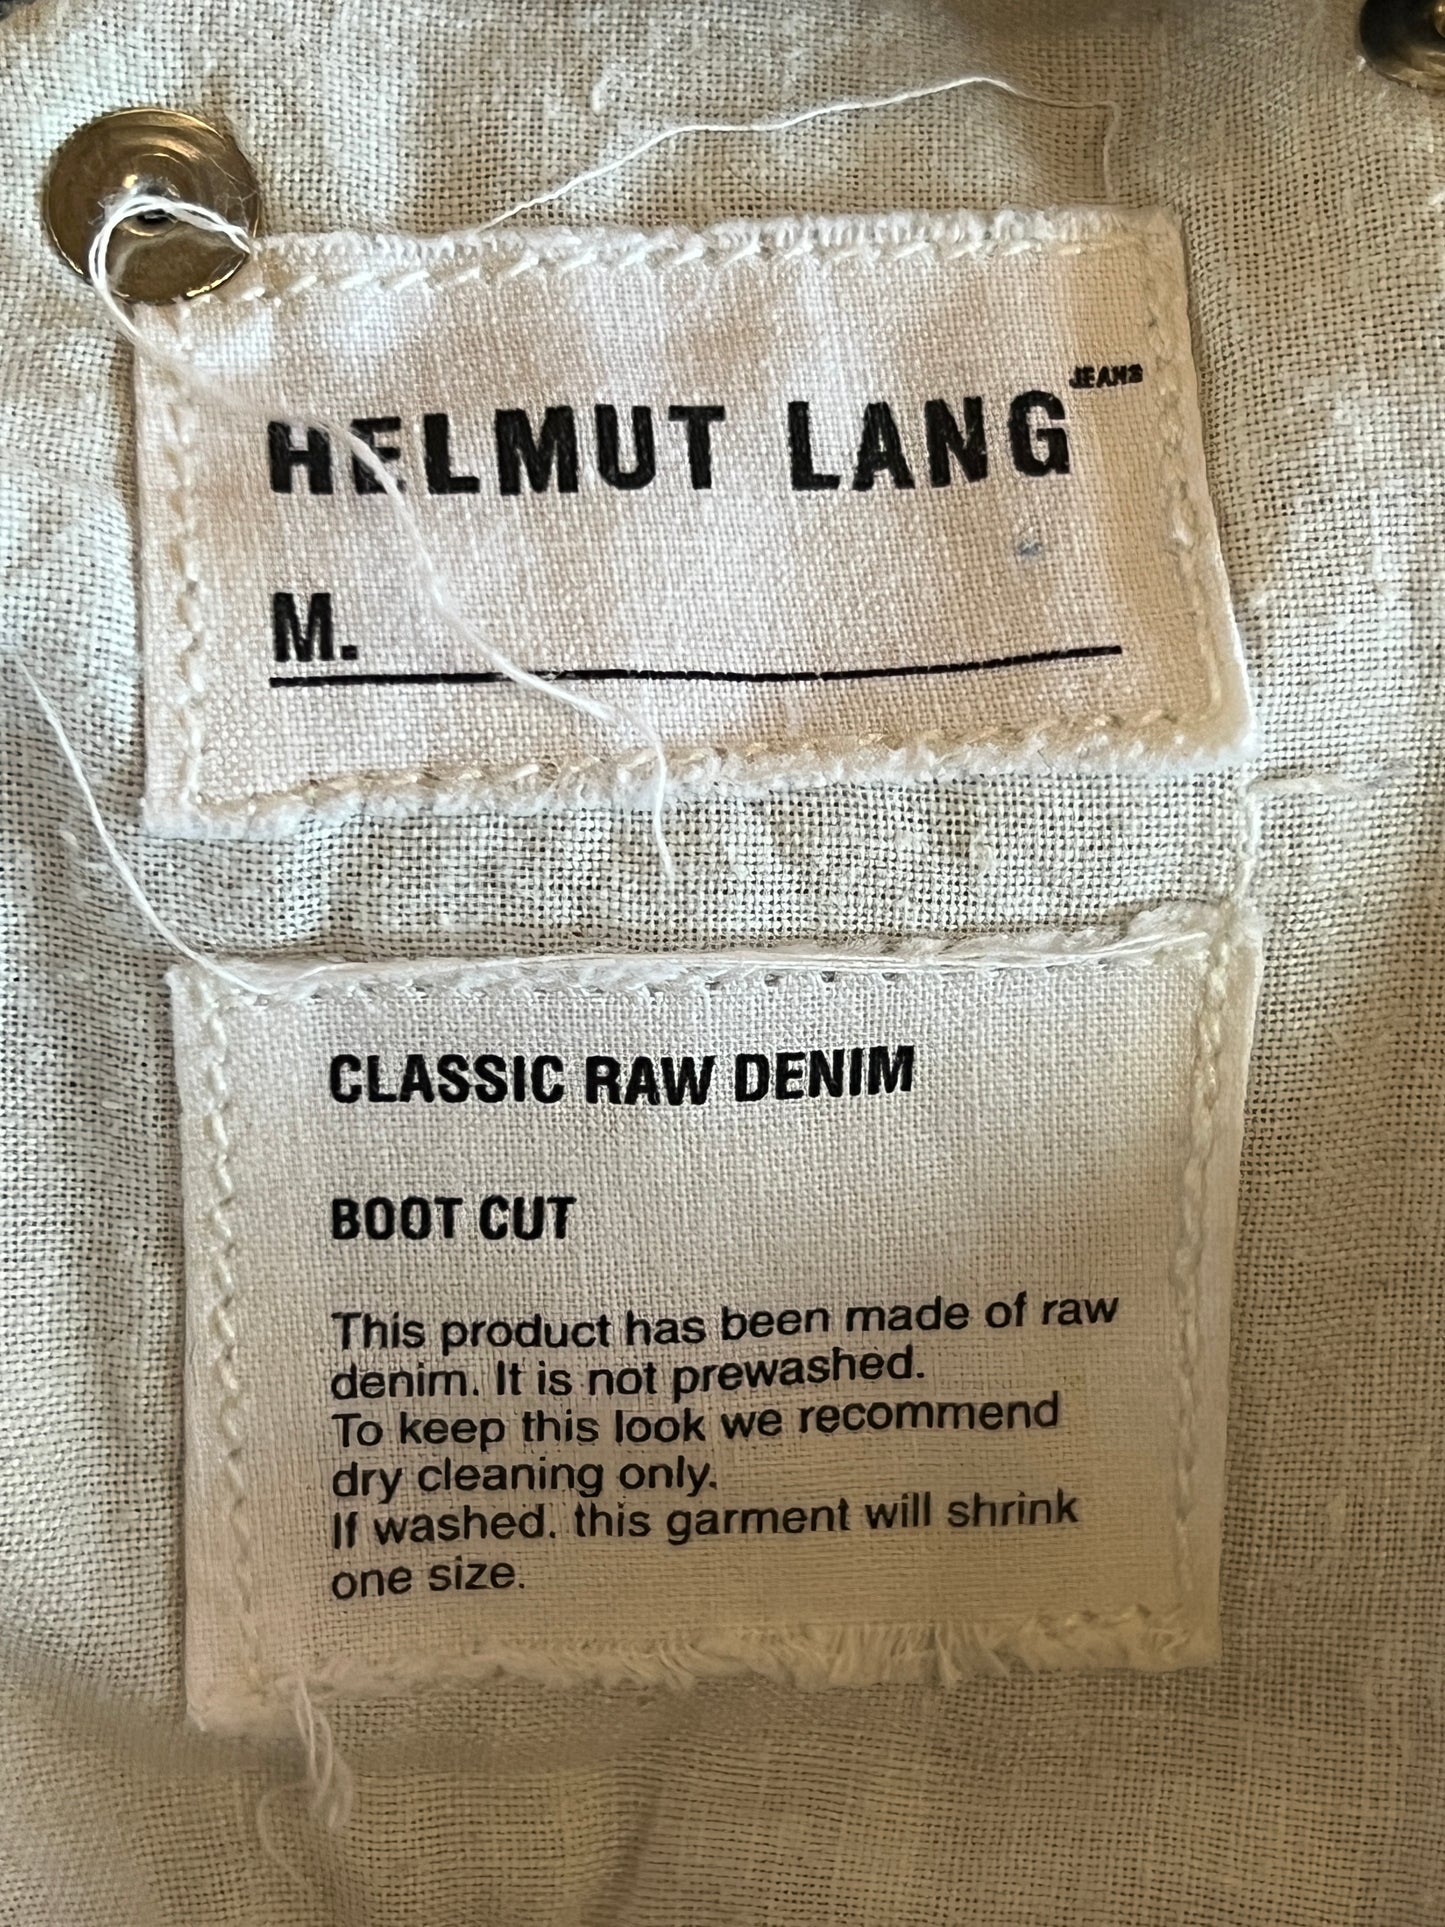 HELMUT LANG JEANS
M.
CLASSIC RAW DENIM
BOOT CUT
This product has been made of raw
denim. It is not prewashed.
To keep this look we recommend
dry cleaning only.
If washed. this garment will shrink
one size.